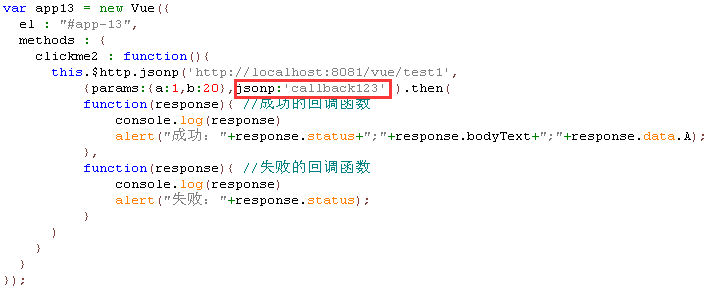 var app13 = new Vue({
  el : "#app-13",
  methods : {
    clickme2 : function(){
      this.$http.jsonp('http://localhost:8081/vue/test1',
          {params:{a:1,b:20},jsonp:'callback123' }).then(
          function(response){ //成功的回调函数
              console.log(response)
              alert("成功: "+response.status+";"+response.bodyText+";"+response.data.A);
          },
          function(response){ //失败的回调函数
              console.log(response)
              alert("失败: "+response.status);
          }
      )
    }
  }
});